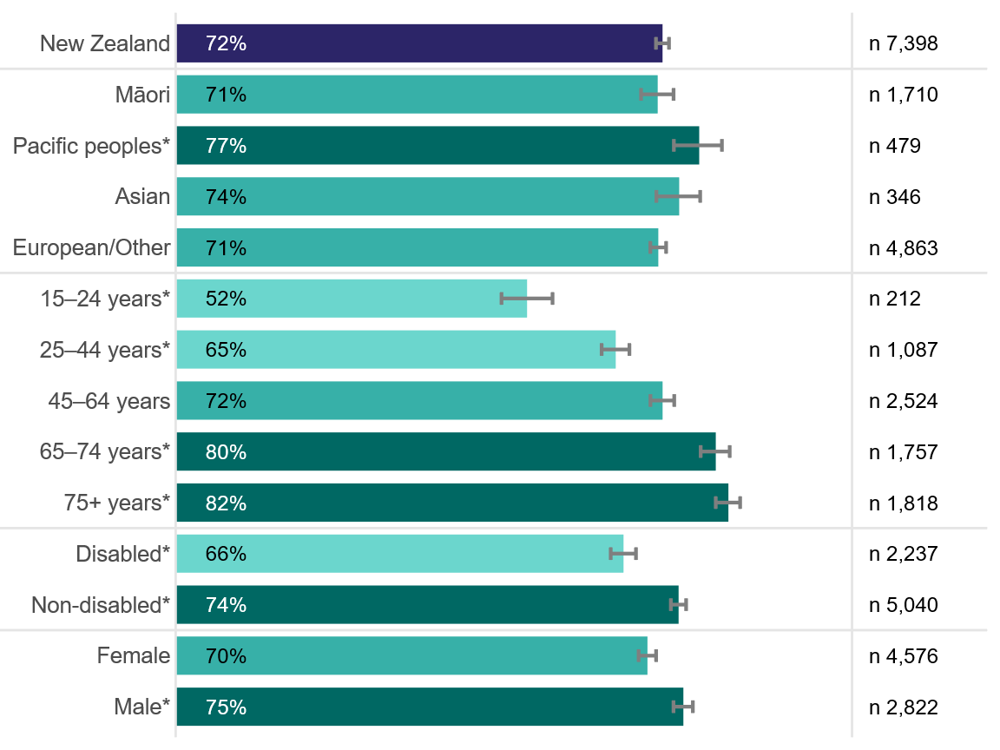 New Zealand 72% n 7,398
Māori 71% n 1,710
Pacific peoples* 77% n 479
Asian 74% n 346
European/Other 71% n 4,863
15–24 years* 52% n 212
25–44 years* 65% n 1,087
45–64 years 72% n 2,524
65–74 years* 80% n 1,757
75+ years* 82% n 1,818
Disabled* 66% n 2,237
Non-disabled* 74% n 5,040
Female 70% n 4,576
Male* 75% n 2,822